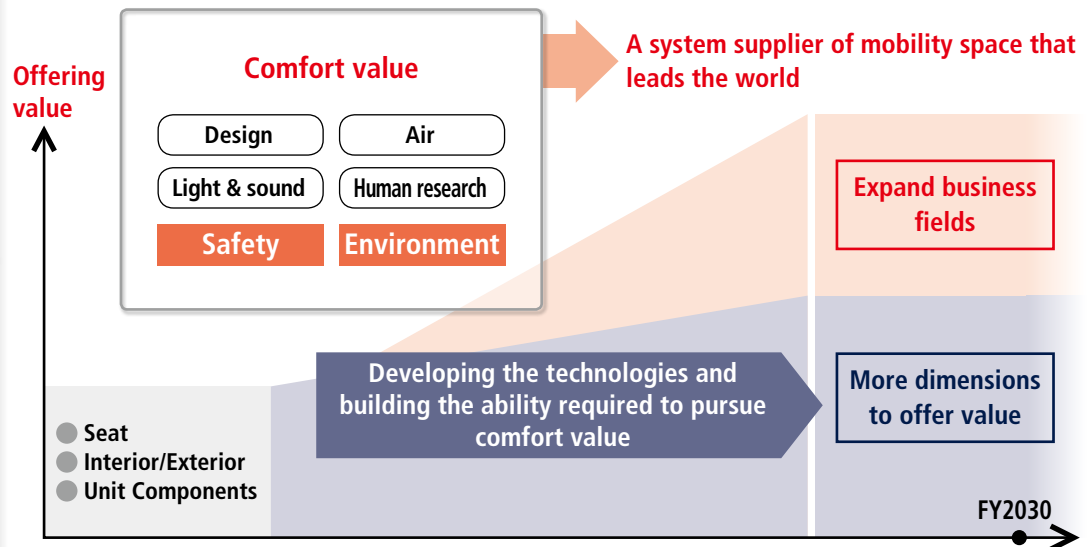 Offering
value
Comfort value
Design
Air
Light & sound
Human research
Safety
Environment
A system supplier of mobility space that
leads the world
Expand business
fields
Developing the technologies and
building the ability required to pursue
comfort value
More dimensions
to offer value
Seat
Interior/Exterior
Unit Components
FY2030